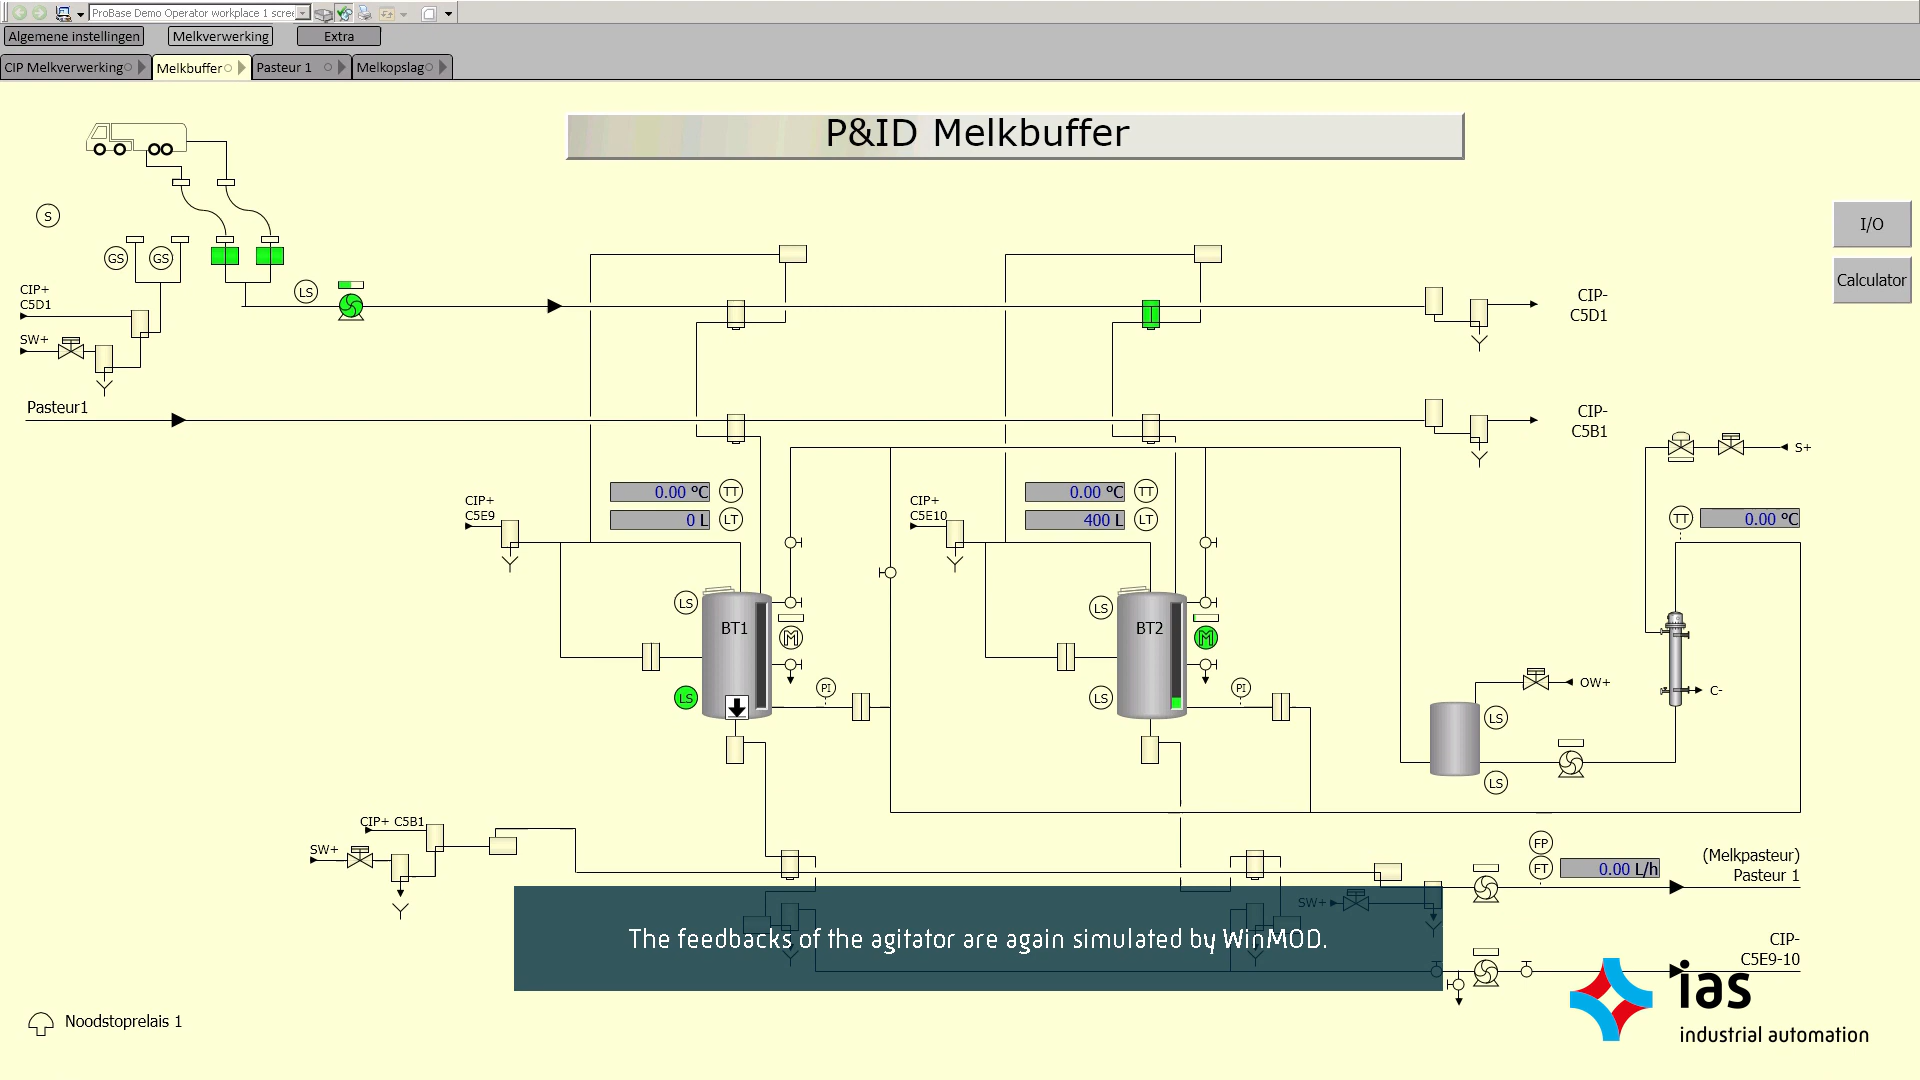 ProBase Demo Operator workplace 1 scree
Algemene instellingen
Melkverwerking
Extra
CIP Melkverwerking
Melkbuffer
Pasteur 1
Melkopslag
P&ID Melkbuffer
S
GS
GS
I/O
Calculator
CIP+
C5D1
LS
CIP-
C5D1
SW+
Pasteur1
CIP-
C5B1
S+
CIP+
C5E9
0.00 °C
TT
0 L
LT
CIP+
C5E10
0.00 °C
TT
400 L
LT
TT
0.00 °C
LS
BT1
M
LS
PI
LS
BT2
M
LS
PI
OW+
C-
LS
LS
CIP+ C5B1
SW+
FP
FT
0.00 L/h
(Melkpasteur)
Pasteur 1
SW+
The feedbacks of the agitator are again simulated by WinMOD.
CIP-
C5E9-10
Noodstoprelais 1
ias
industrial automation